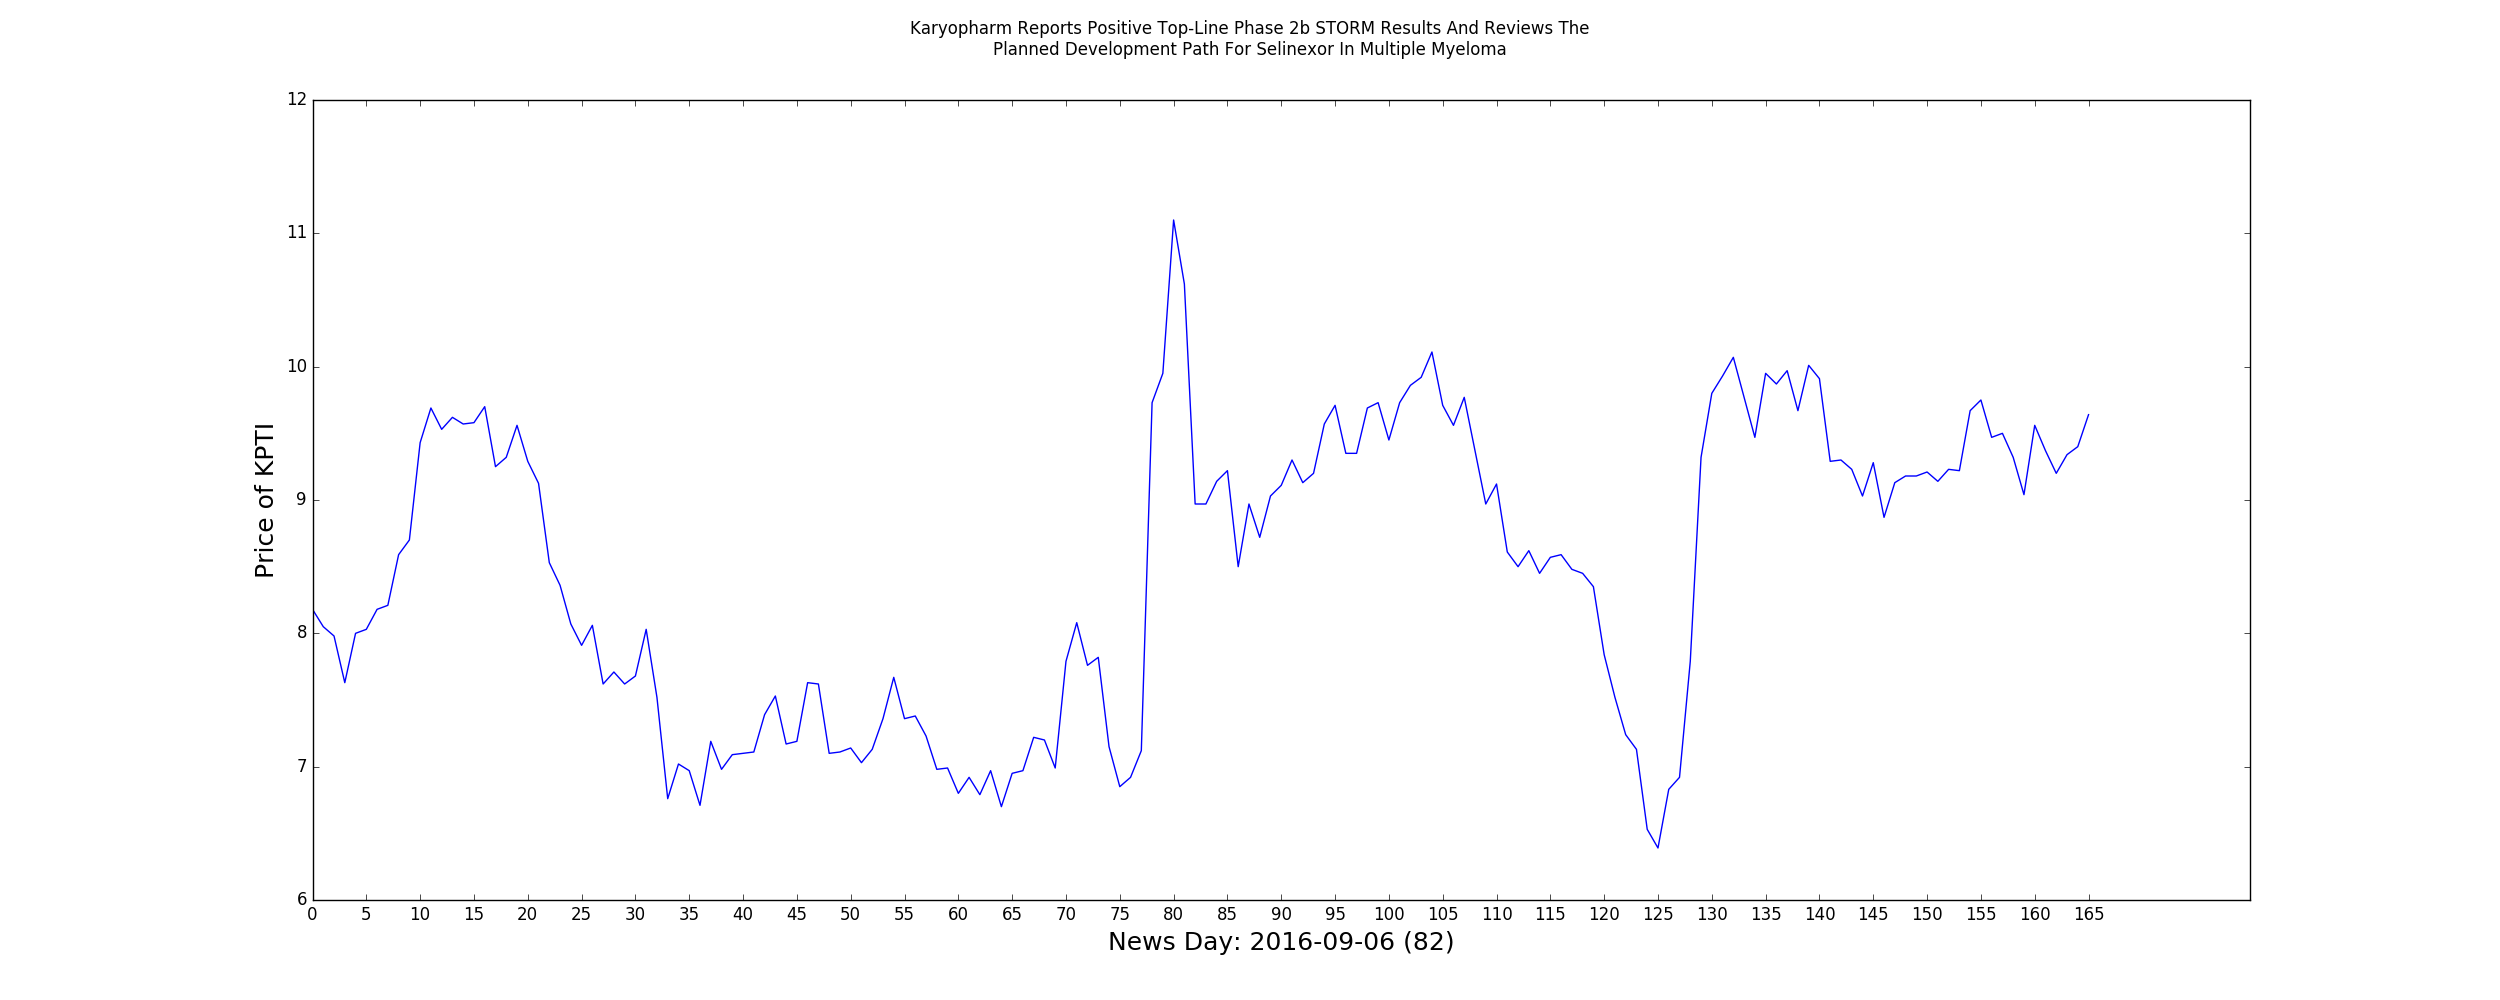 Karyopharm Reports Positive Top-Line Phase 2b STORM Results And Reviews The
Planned Development Path For Selinexor In Multiple Myeloma
12
11
10
9
8
7
6
Price of KPTI
0 5 10 15 20 25 30 35 40 45 50 55 60 65 70 75 80 85 90 95 100 105 110 115 120 125 130 135 140 145 150 155 160 165
News Day: 2016-09-06 (82)